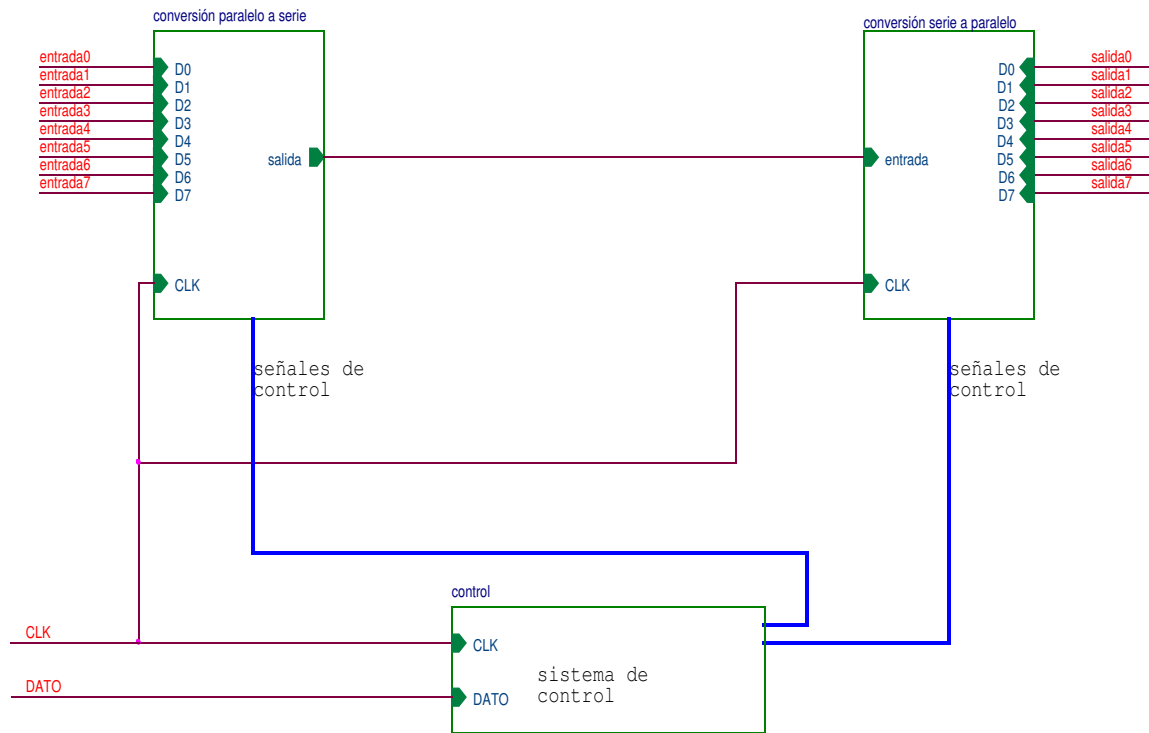 conversión paralelo a serie
entrada0
entrada1
entrada2
entrada3
entrada4
entrada5
entrada6
entrada7
D0
D1
D2
D3
D4
D5
D6
D7
salida
CLK
señales de
control
conversión serie a paralelo
entrada
CLK
D0
D1
D2
D3
D4
D5
D6
D7
salida0
salida1
salida2
salida3
salida4
salida5
salida6
salida7
señales de
control
control
CLK
DATO
CLK
DATO
sistema de
control